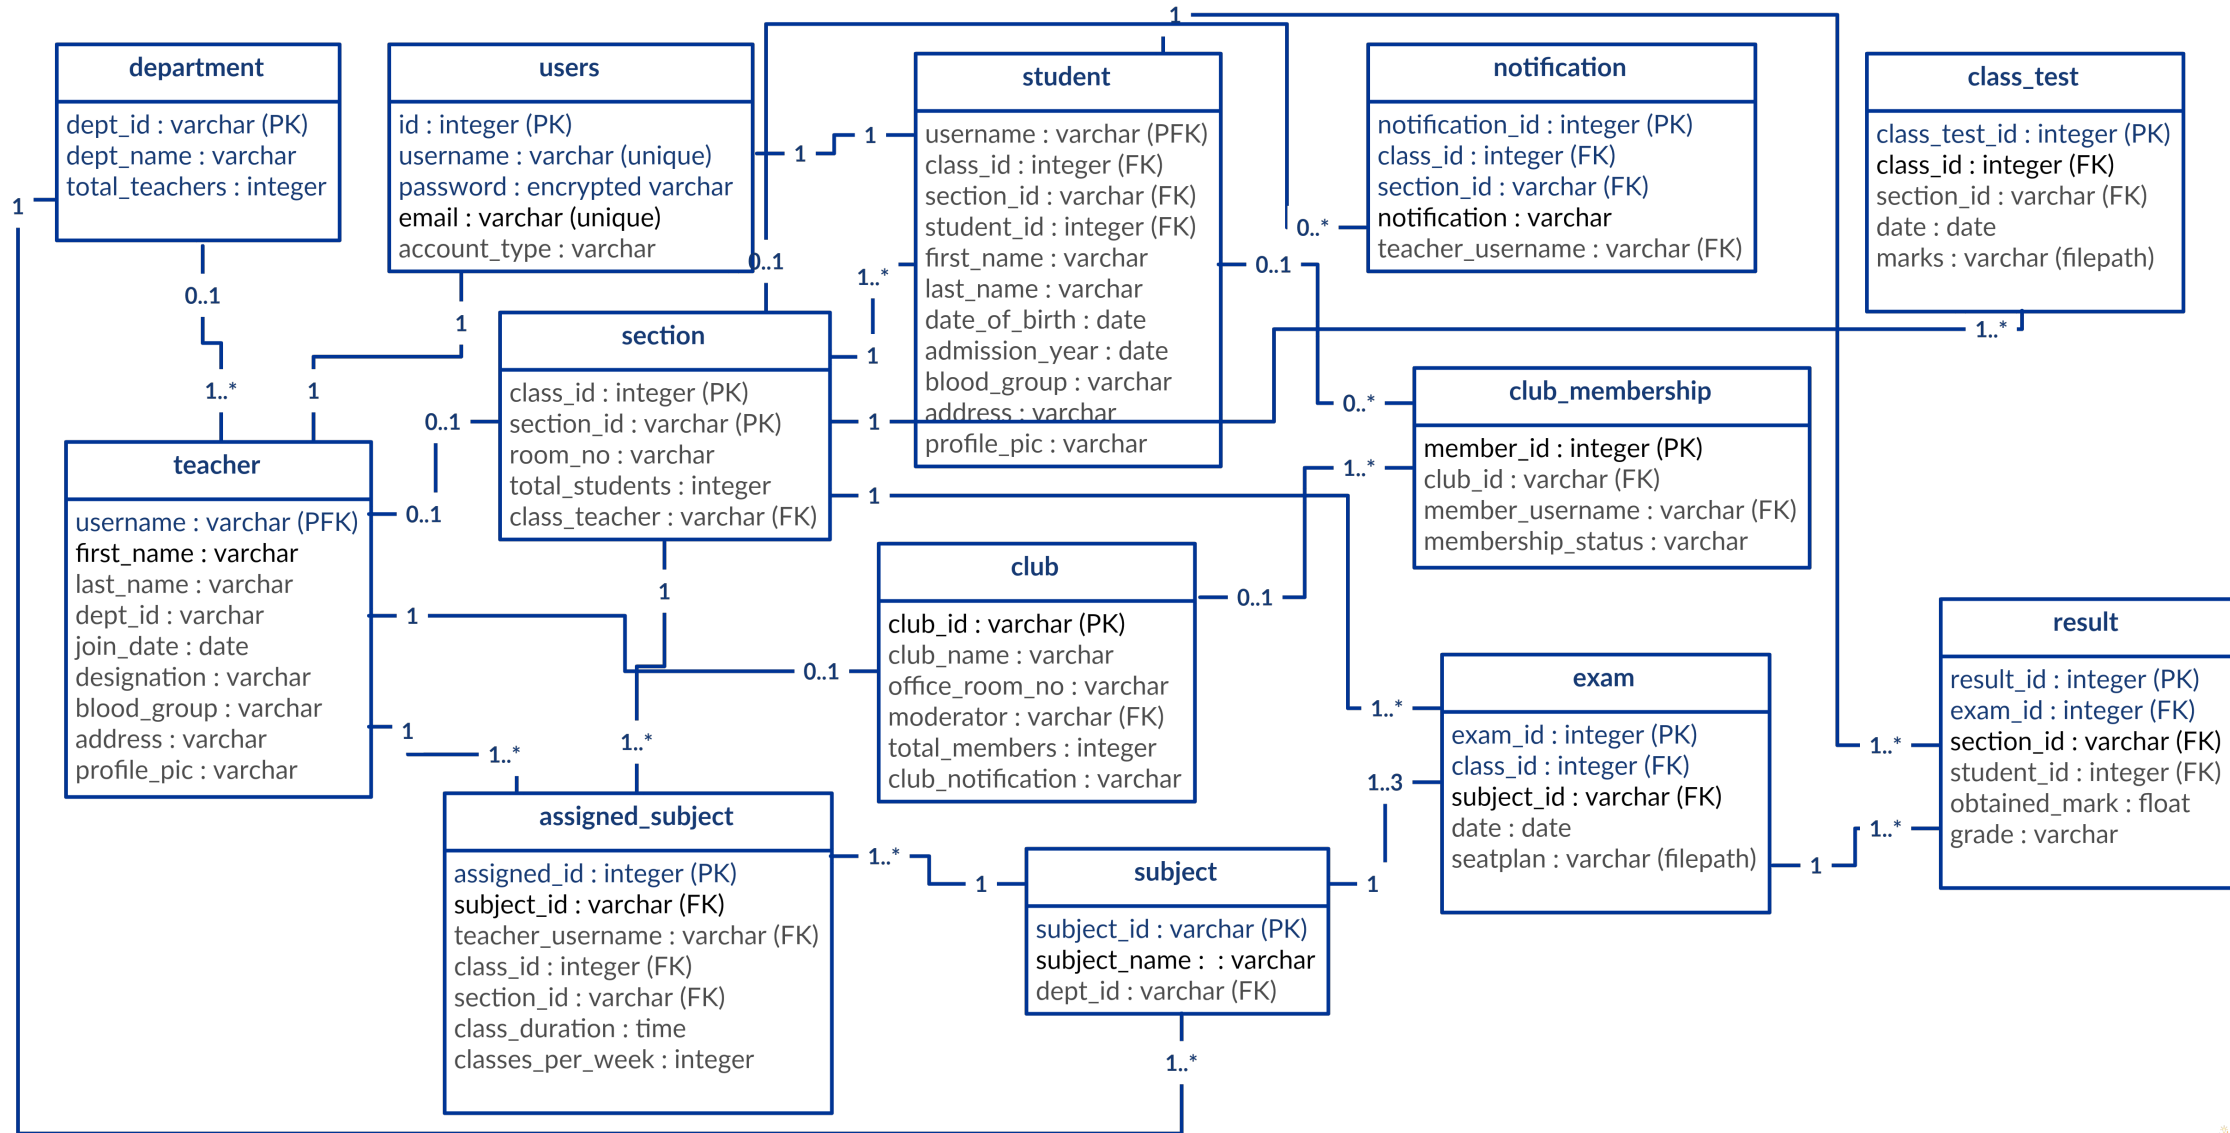 department
dept_id : varchar (PK)
dept_name : varchar
total_teachers : integer
users
id : integer (PK)
username : varchar (unique)
password : encrypted varchar
email : varchar (unique)
account_type : varchar
student
username : varchar (PFK)
class_id : integer (FK)
section_id : varchar (FK)
student_id : integer (FK)
first_name : varchar
last_name : varchar
date_of_birth : date
admission_year : date
blood_group : varchar
address : varchar
profile_pic : varchar
notification
notification_id : integer (PK)
class_id : integer (FK)
section_id : varchar (FK)
notification : varchar
teacher_username : varchar (FK)
class_test
class_test_id : integer (PK)
class_id : integer (FK)
section_id : varchar (FK)
date : date
marks : varchar (filepath)
section
class_id : integer (PK)
section_id : varchar (PK)
room_no : varchar
total_students : integer
class_teacher : varchar (FK)
club_membership
member_id : integer (PK)
club_id : varchar (FK)
member_username : varchar (FK)
membership_status : varchar
teacher
username : varchar (PFK)
first_name : varchar
last_name : varchar
dept_id : varchar
join_date : date
designation : varchar
blood_group : varchar
address : varchar
profile_pic : varchar
club
club_id : varchar (PK)
club_name : varchar
office_room_no : varchar
moderator : varchar (FK)
total_members : integer
club_notification : varchar
exam
exam_id : integer (PK)
class_id : integer (FK)
subject_id : varchar (FK)
date : date
seatplan : varchar (filepath)
result
result_id : integer (PK)
exam_id : integer (FK)
section_id : varchar (FK)
student_id : integer (FK)
obtained_mark : float
grade : varchar
assigned_subject
assigned_id : integer (PK)
subject_id : varchar (FK)
teacher_username : varchar (FK)
class_id : integer (FK)
section_id : varchar (FK)
class_duration : time
classes_per_week : integer
subject
subject_id : varchar (PK)
subject_name : : varchar
dept_id : varchar (FK)
1
1
1
1
0..*
0..1
0..1
1..*
0..1
1
1..*
1
1..*
1
0..1
1
0..*
1..*
1
0..1
1
0..1
1
0..1
1..*
1
1..*
1..*
1..*
1..3
1..*
1..*
1
1
1
1..*